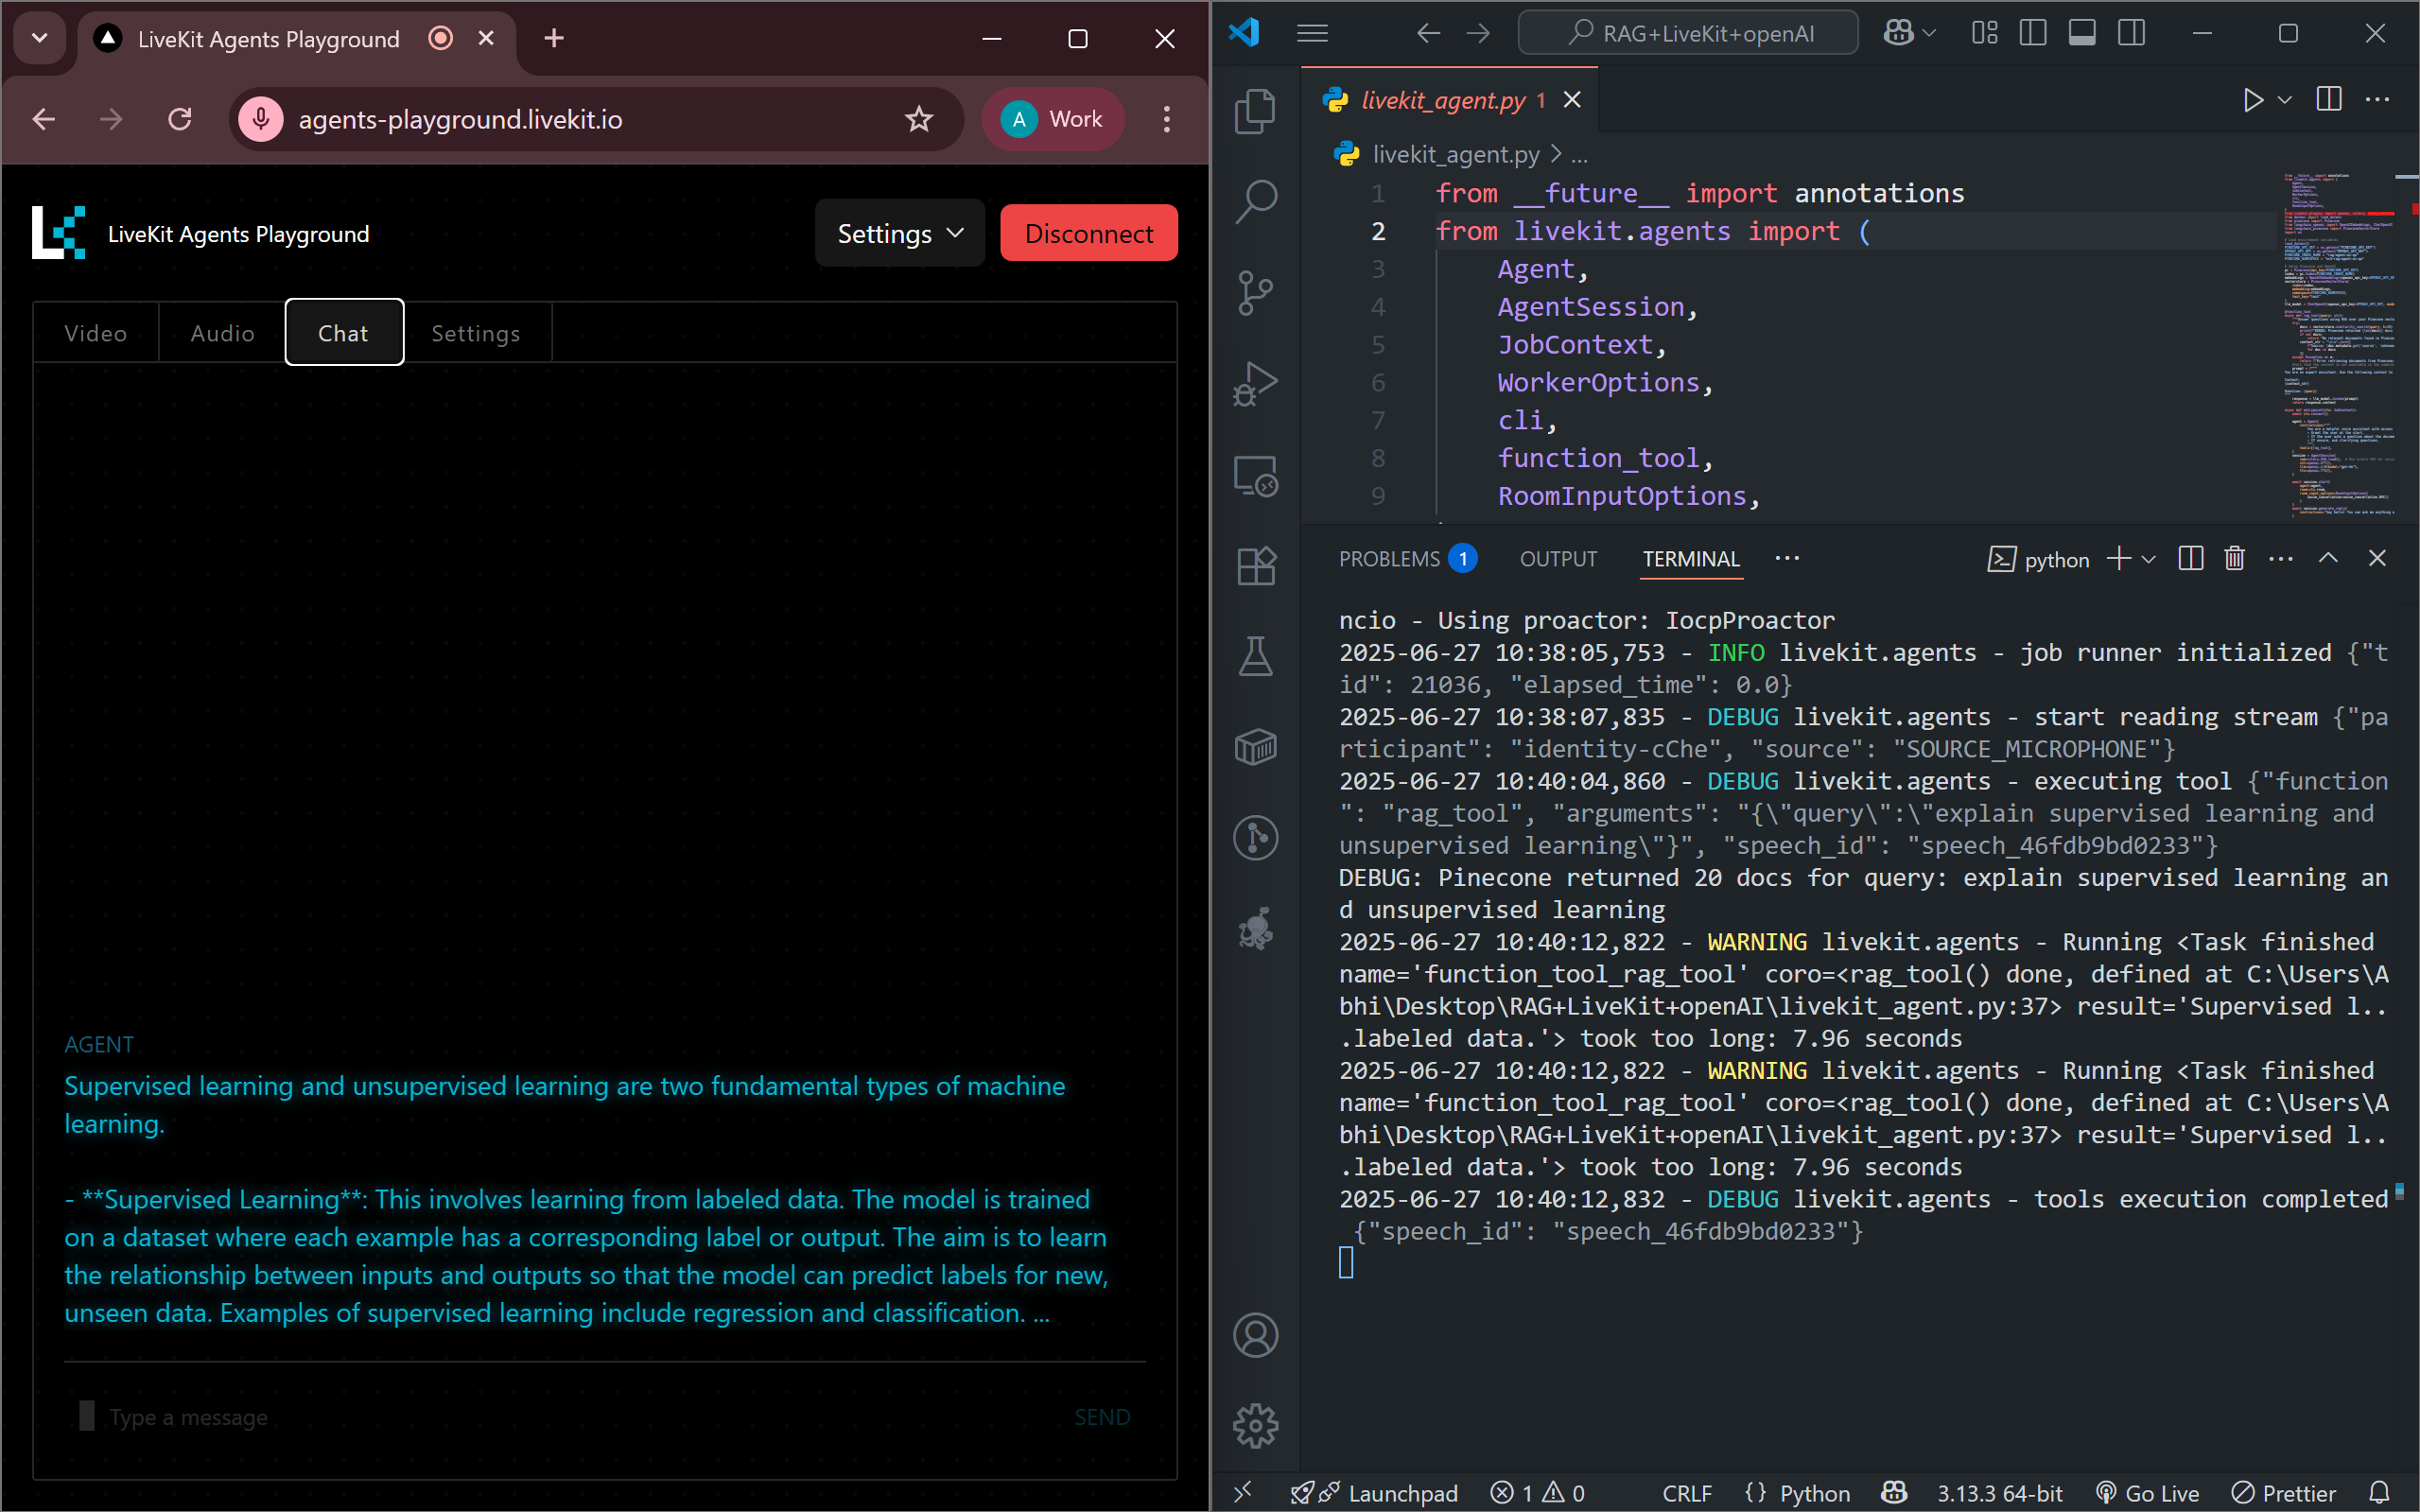 LiveKit Agents Playground
agents-playground.livekit.io
A Work
LiveKit Agents Playground
Settings
Disconnect
Video
Audio
Chat
Settings
AGENT
Supervised learning and unsupervised learning are two fundamental types of machine
learning.
- **Supervised Learning**: This involves learning from labeled data. The model is trained
on a dataset where each example has a corresponding label or output. The aim is to learn
the relationship between inputs and outputs so that the model can predict labels for new,
unseen data. Examples of supervised learning include regression and classification. ...
Type a message
SEND
RAG+LiveKit+openAI
livekit_agent.py 1
livekit_agent.py > ...
1 from __future__ import annotations
2 from livekit.agents import (
3 Agent,
4 AgentSession,
5 JobContext,
6 WorkerOptions,
7 cli,
8 function_tool,
9 RoomInputOptions,
PROBLEMS 1
OUTPUT
TERMINAL
python
ncio - Using proactor: IocpProactor
2025-06-27 10:38:05,753 - INFO livekit.agents - job runner initialized {"t
id": 21036, "elapsed_time": 0.0}
2025-06-27 10:38:07,835 - DEBUG livekit.agents - start reading stream {"pa
rticipant": "identity-cChe", "source": "SOURCE_MICROPHONE"}
2025-06-27 10:40:04,860 - DEBUG livekit.agents - executing tool {"function
": "rag_tool", "arguments": "{\"query\":\"explain supervised learning and 
unsupervised learning\"}", "speech_id": "speech_46fdb9bd0233"}
DEBUG: Pinecone returned 20 docs for query: explain supervised learning an
d unsupervised learning
2025-06-27 10:40:12,822 - WARNING livekit.agents - Running <Task finished
name='function_tool_rag_tool' coro=<rag_tool() done, defined at C:\Users\A
bhi\Desktop\RAG+LiveKit+openAI\livekit_agent.py:37> result='Supervised l..
.labeled data.'> took too long: 7.96 seconds
2025-06-27 10:40:12,822 - WARNING livekit.agents - Running <Task finished
name='function_tool_rag_tool' coro=<rag_tool() done, defined at C:\Users\A
bhi\Desktop\RAG+LiveKit+openAI\livekit_agent.py:37> result='Supervised l..
.labeled data.'> took too long: 7.96 seconds
2025-06-27 10:40:12,832 - DEBUG livekit.agents - tools execution completed
{"speech_id": "speech_46fdb9bd0233"}
Launchpad
1
0
CRLF
{} Python
3.13.3 64-bit
Go Live
Prettier